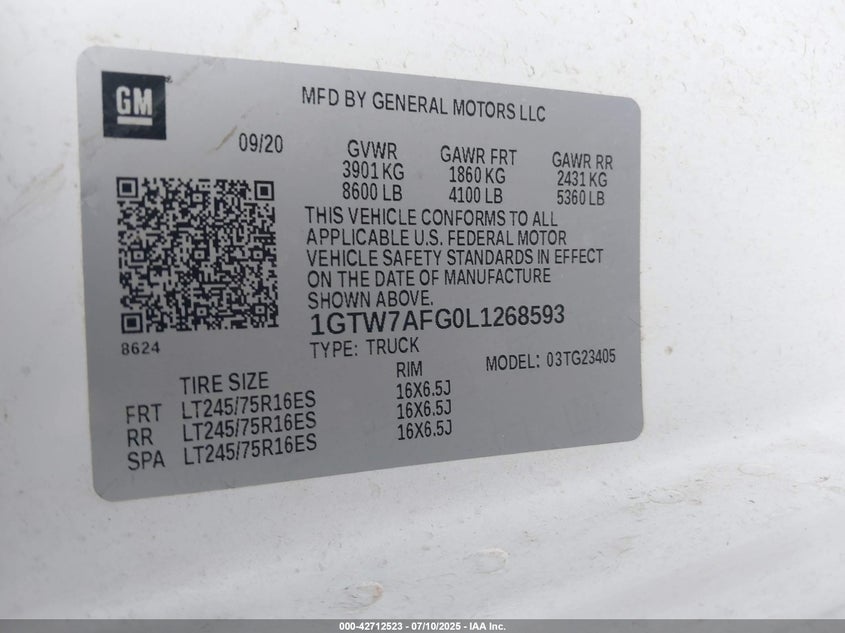 GM
MFD BY GENERAL MOTORS LLC
09/20
GVWR GAWR FRT GAWR RR
3901 KG 1860 KG 2431 KG
8600 LB 4100 LB 5360 LB
THIS VEHICLE CONFORMS TO ALL
APPLICABLE U.S. FEDERAL MOTOR
VEHICLE SAFETY STANDARDS IN EFFECT
ON THE DATE OF MANUFACTURE
SHOWN ABOVE.
1GTW7AFG0L1268593
8624
TYPE: TRUCK
MODEL: 03TG23405
TIRE SIZE RIM
FRT LT245/75R16ES 16X6.5J
RR LT245/75R16ES 16X6.5J
SPA LT245/75R16ES 16X6.5J
000-42712523 - 07/10/2025 - IAA Inc.